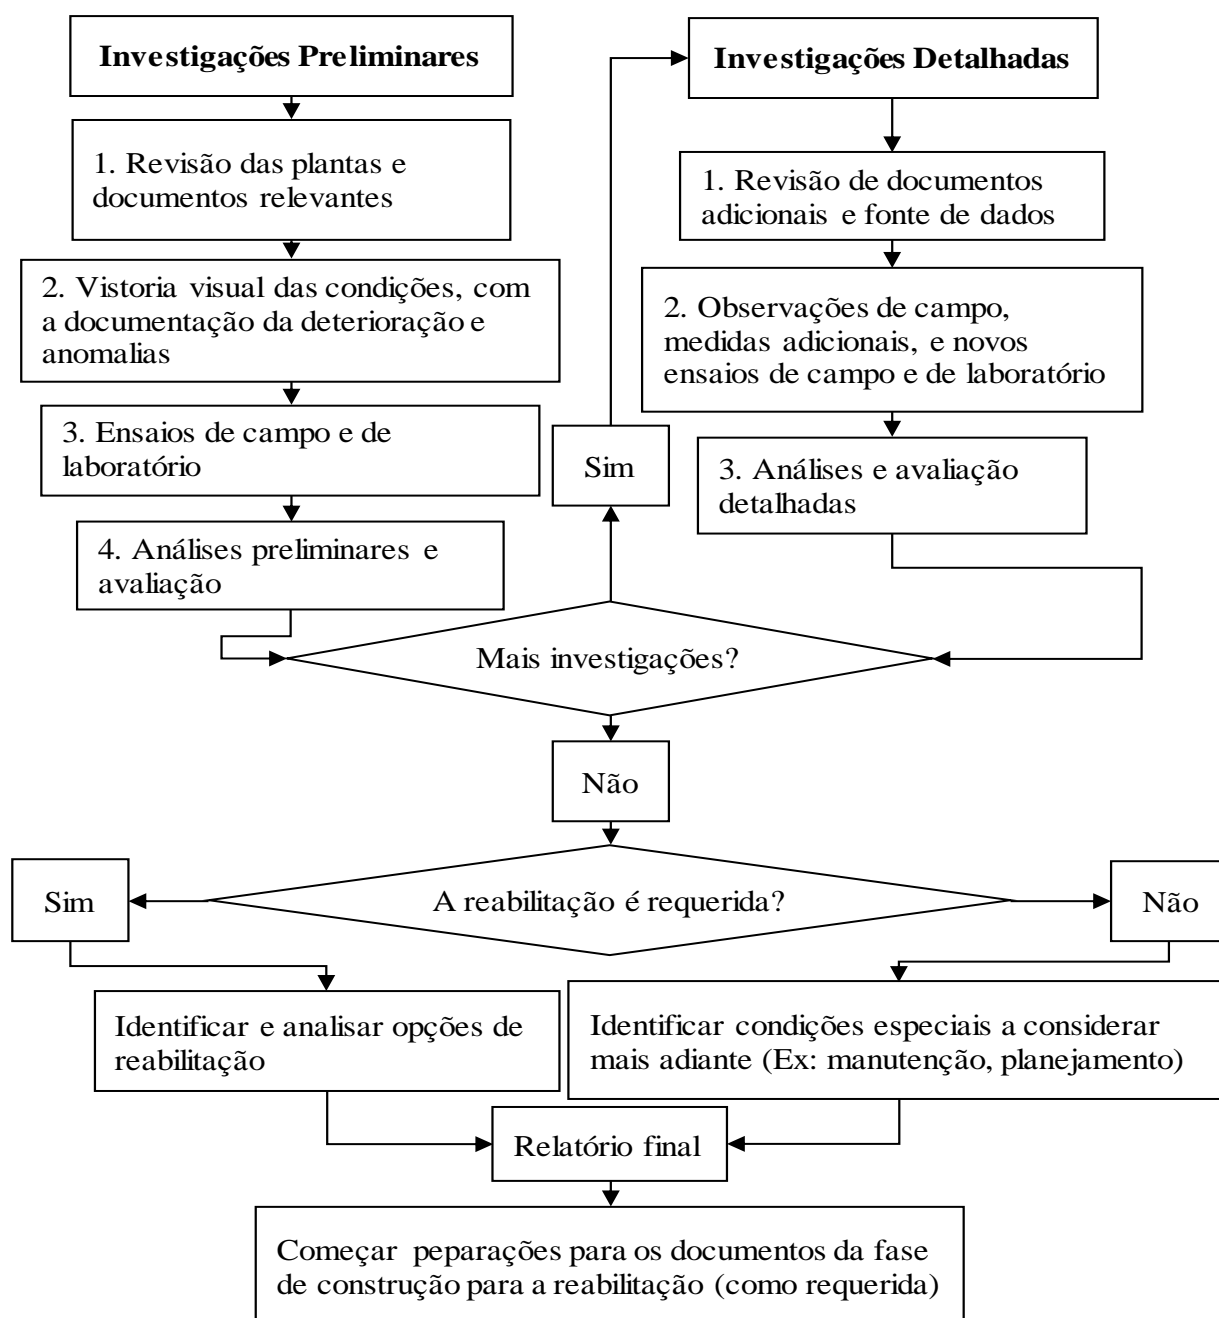 Investigações Preliminares
1. Revisão das plantas e
documentos relevantes
2. Vistoria visual das condições, com
a documentação da deterioração e
anomalias
3. Ensaios de campo e de
laboratório
4. Análises preliminares e
avaliação
Investigações Detalhadas
1. Revisão de documentos
adicionais e fonte de dados
2. Observações de campo,
medidas adicionais, e novos
ensaios de campo e de laboratório
3. Análises e avaliação
detalhadas
Sim
Mais investigações?
Não
A reabilitação é requerida?
Sim
Não
Identificar e analisar opções de
reabilitação
Identificar condições especiais a considerar
mais adiante (Ex: manutenção, planejamento)
Relatório final
Começar peparações para os documentos da fase
de construção para a reabilitação (como requerida)